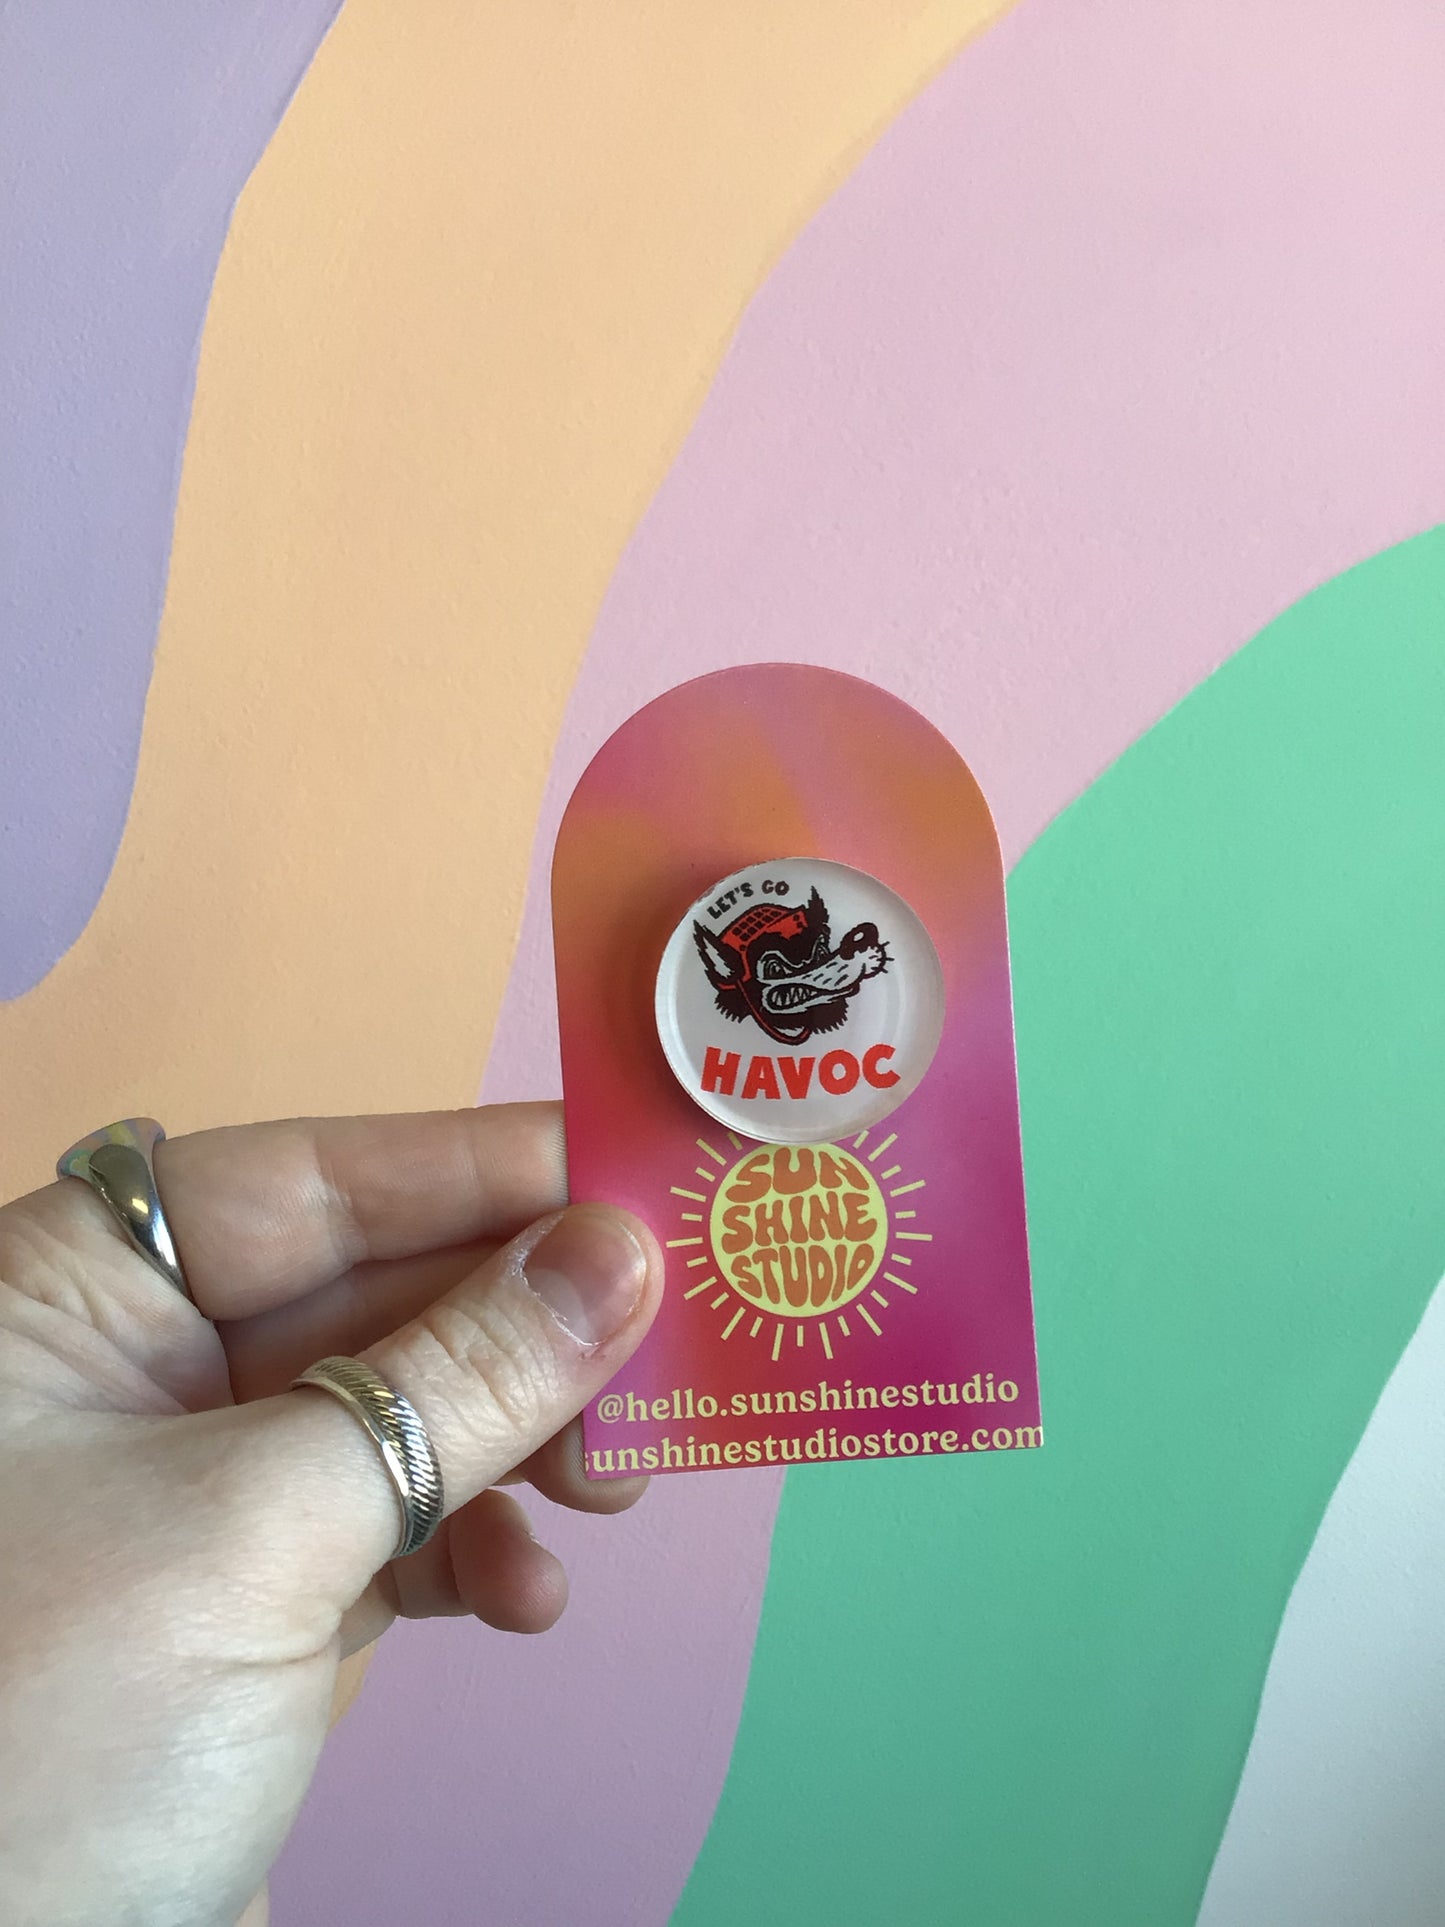 LET'S GO
HAVOC
SUN
SHINE
STUDIO
@hello.sunshinestudio
sunshinestudiostore.com